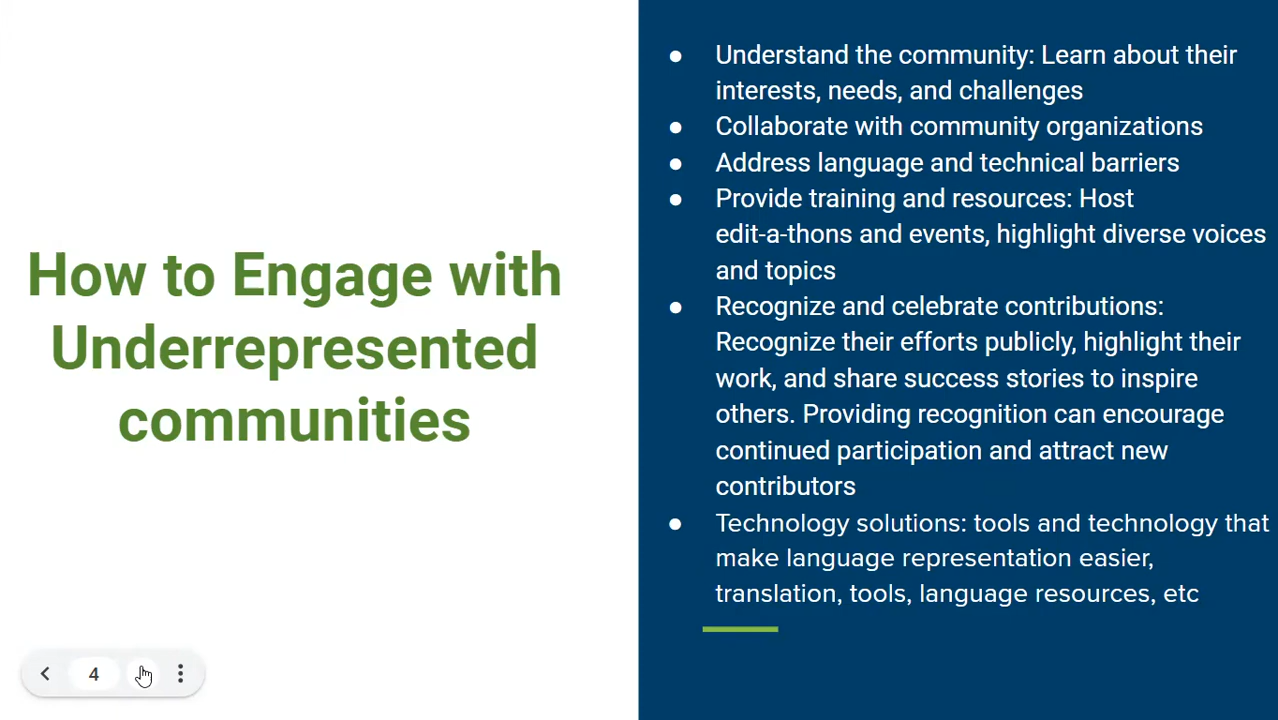 How to Engage with
Underrepresented
communities
● Understand the community: Learn about their
interests, needs, and challenges
● Collaborate with community organizations
● Address language and technical barriers
● Provide training and resources: Host
edit-a-thons and events, highlight diverse voices
and topics
● Recognize and celebrate contributions:
Recognize their efforts publicly, highlight their
work, and share success stories to inspire
others. Providing recognition can encourage
continued participation and attract new
contributors
● Technology solutions: tools and technology that
make language representation easier,
translation, tools, language resources, etc
4